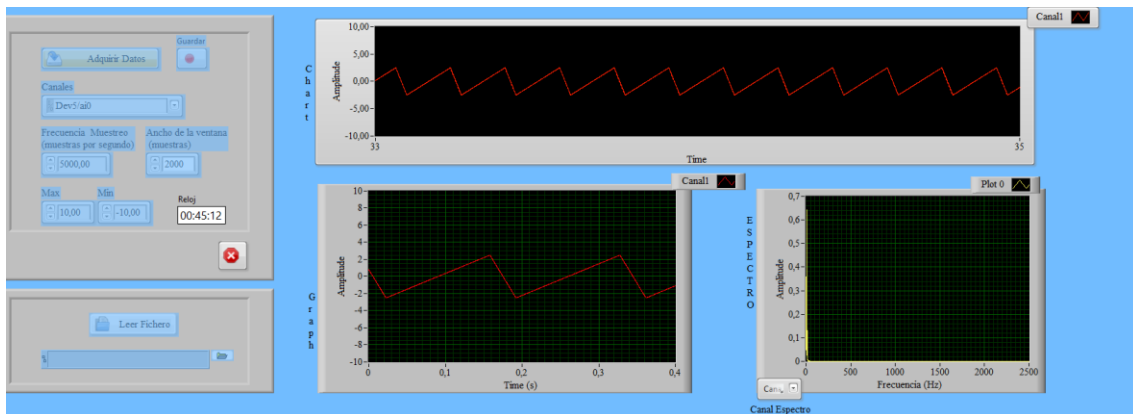 Guardar
Adquirir Datos
Canales
Dev5/ai0
Frecuencia Muestreo
(muestras por segundo)
Ancho de la ventana
(muestras)
5000,00
2000
Max
Min
10,00
-10,00
Reloj
00:45:12
Leer Fichero
Chart
Canal1
Amplitude
10,00
5,00
0,00
-5,00
-10,00
33
35
Time
Graph
Canal1
Amplitude
10
8
6
4
2
0
-2
-4
-6
-8
-10
0
0,1
0,2
0,3
0,4
Time (s)
ESPECTRO
Plot 0
Amplitude
0,7
0,6
0,5
0,4
0,3
0,2
0,1
0
0
500
1000
1500
2000
2500
Frecuencia (Hz)
Canal Espectro